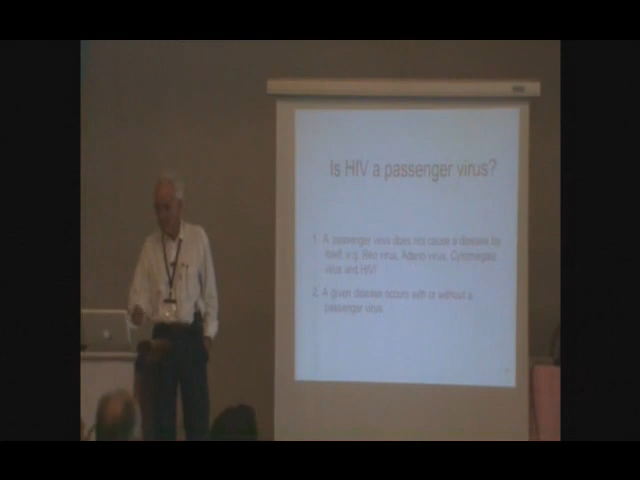 Is HIV a passenger virus?
1. A passenger virus does not cause a disease by
itself e.g. Reo virus, Adeno virus, Cytomegalo
virus and HIV!
2. A given disease occurs with or without a
passenger virus.